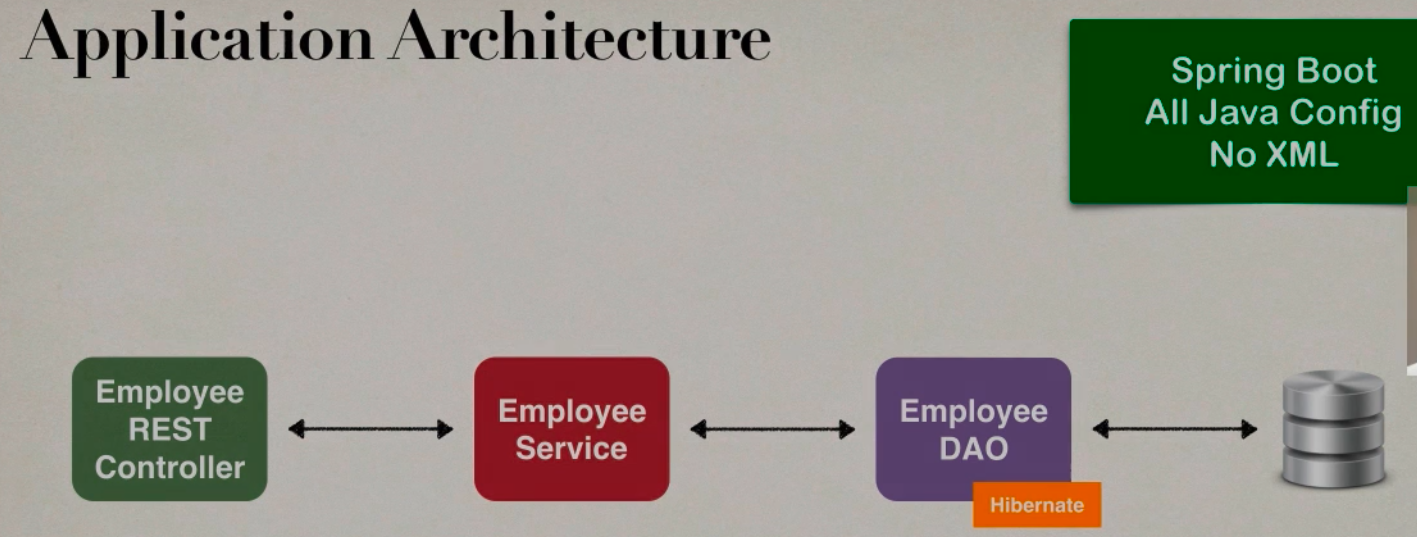 Application Architecture
Spring Boot
All Java Config
No XML
Employee
REST
Controller
Employee
Service
Employee
DAO
Hibernate